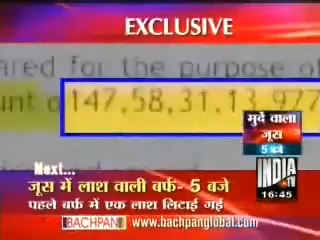 EXCLUSIVE
ared for the purpose of
unt o 147,58,31,13,977
मुर्दे वाला
जूस
5 बजे
INDIA
TV
16:45
Next...
जूस में लाश वाली बर्फ- 5 बजे
पहले बर्फ में एक लाश लिटाई गई
BACHPAN www.bachpanglobal.com